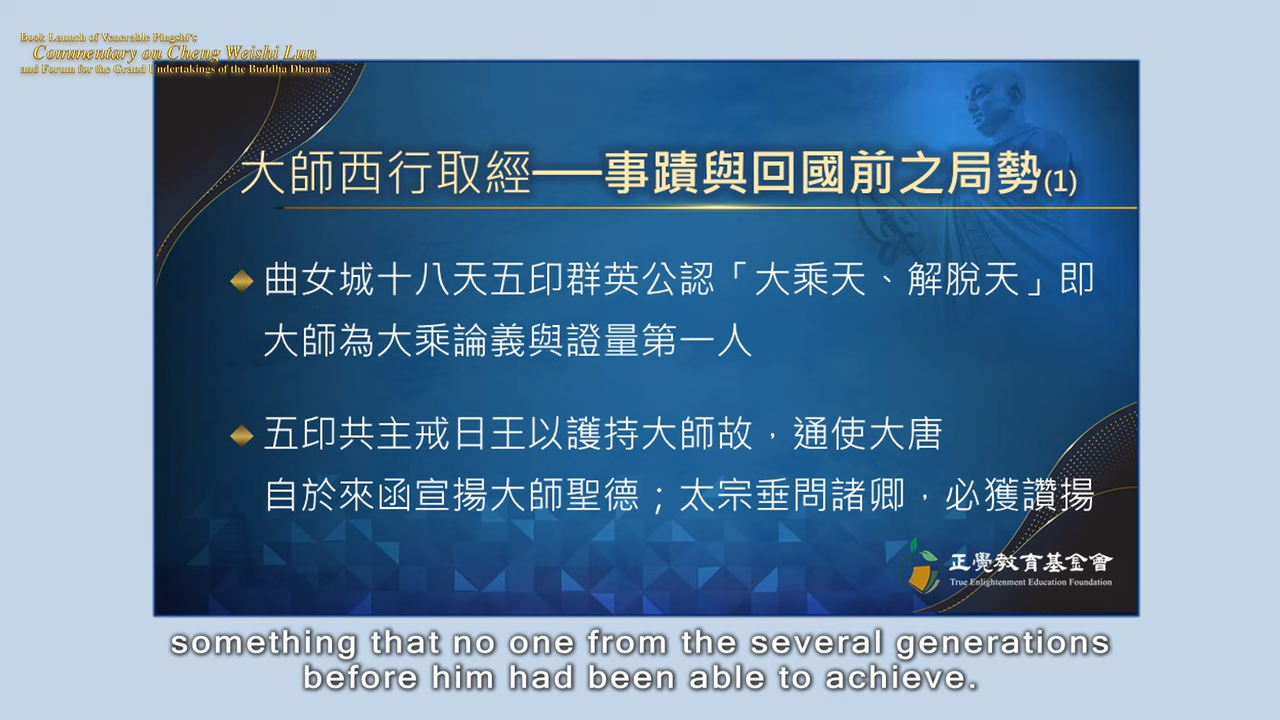 Book Launch of Venerable Pingshi's
Commentary on Cheng Weishi Lun
and Forum for the Grand Undertakings of the Buddha Dharma
大師西行取經──事蹟與回國前之局勢(1)
曲女城十八天五印群英公認「大乘天、解脫天」即
大師為大乘論義與證量第一人
五印共主戒日王以護持大師故，通使大唐
自於來函宣揚大師聖德；太宗垂問諸卿，必獲讚揚
正覺教育基金會
True Enlightenment Education Foundation
something that no one from the several generations
before him had been able to achieve.